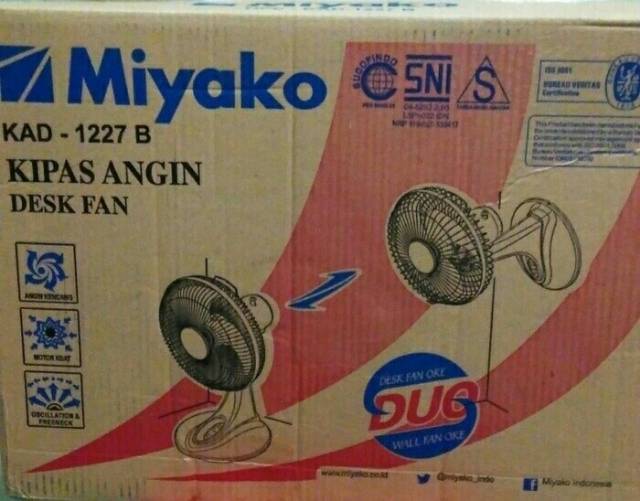 Miyako
KAD - 1227 B
KIPAS ANGIN
DESK FAN
SUCOFINDO
SNI
S
ISO 9001
BUREAU VERITAS
Certification
ANGIN KENCANG
MOTOR KUAT
OSCILLATION &
DESK FAN OKE
DUO
WALL FAN OKE
www.miyako.co.id
@miyako_indo
Miyako Indonesia